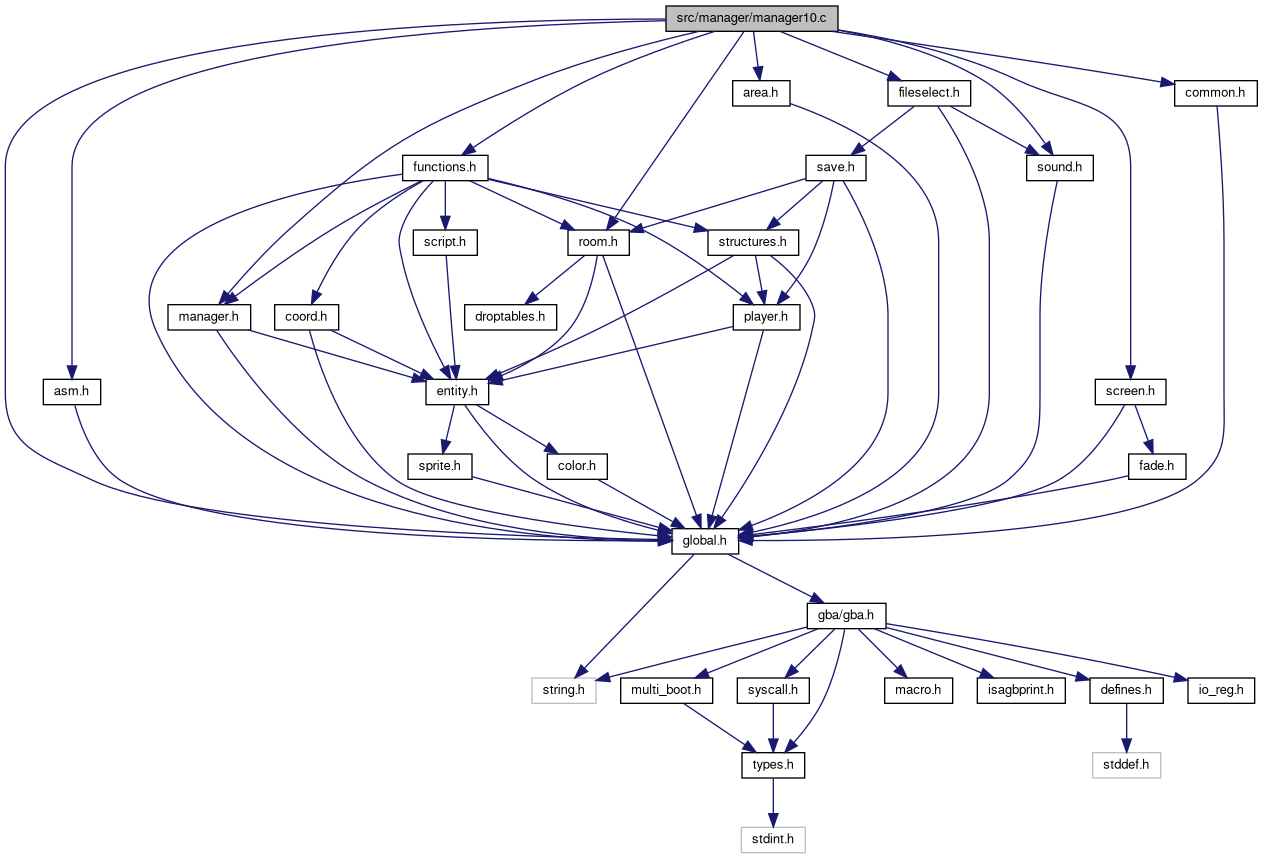 src/manager/manager10.c
area.h
fileselect.h
common.h
functions.h
save.h
sound.h
script.h
room.h
structures.h
manager.h
coord.h
droptables.h
player.h
asm.h
entity.h
screen.h
sprite.h
color.h
fade.h
global.h
gba/gba.h
string.h
multi_boot.h
syscall.h
macro.h
isagbprint.h
defines.h
io_reg.h
types.h
stddef.h
stdint.h